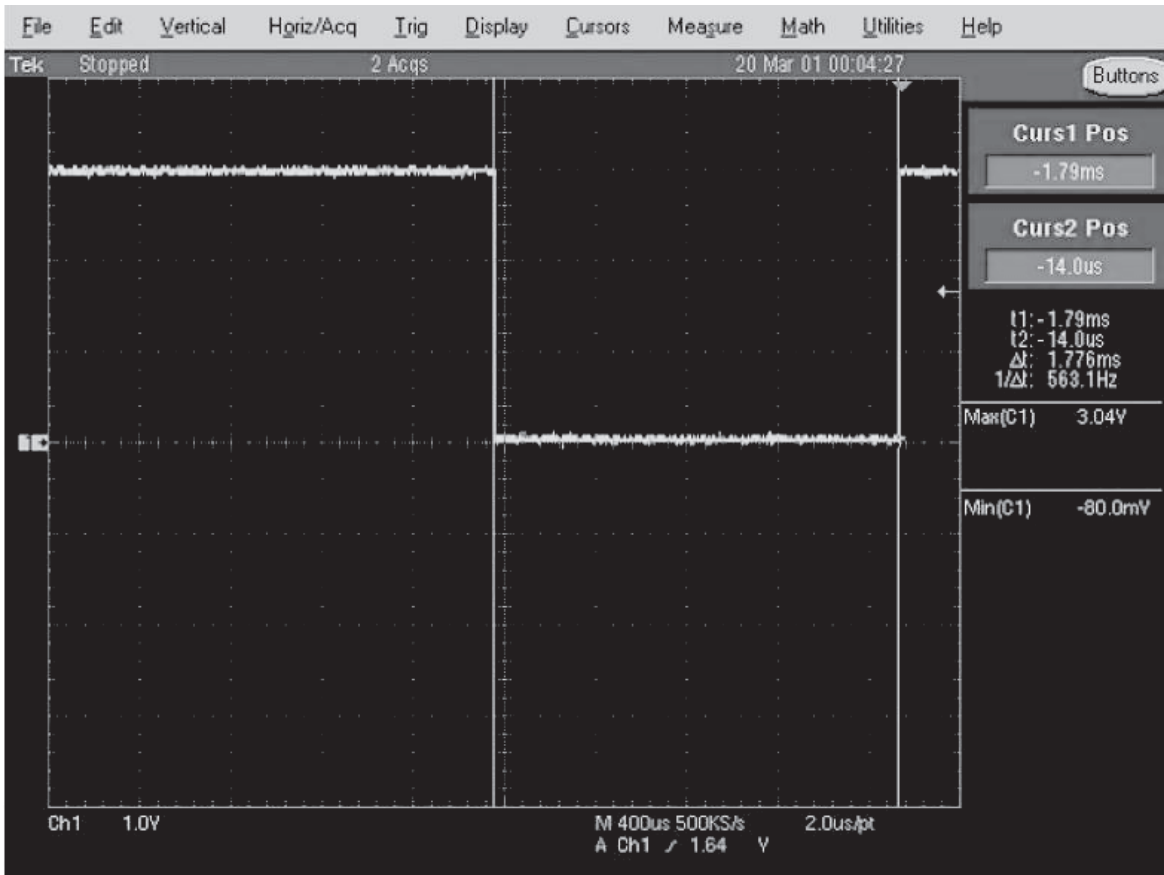 File Edit Vertical Horiz/Acq Trig Display Cursors Measure Math Utilities Help
Tek Stopped 2 Acqs 20 Mar 01 00:04:27
Buttons
Curs1 Pos
-1.79ms
Curs2 Pos
-14.0us
t1:-1.79ms
t2:-14.0us
Δt: 1.776ms
1/Δt: 563.1Hz
Max(C1) 3.04V
Min(C1) -80.0mV
1
Ch1 1.0V M 400us 500KS/s 2.0us/pt
A Ch1 ⁄ 1.64 V